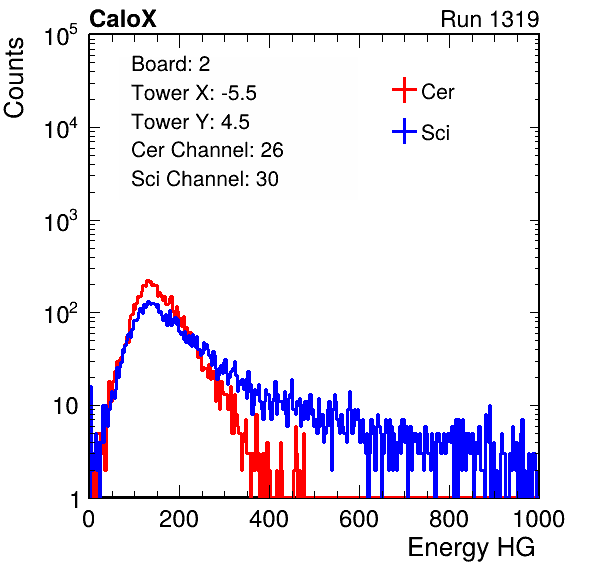 CaloX Run 1319
Counts
Board: 2
Tower X: -5.5
Tower Y: 4.5
Cer Channel: 26
Sci Channel: 30
Cer
Sci
10^5
10^4
10^3
10^2
10
1
0 200 400 600 800 1000
Energy HG